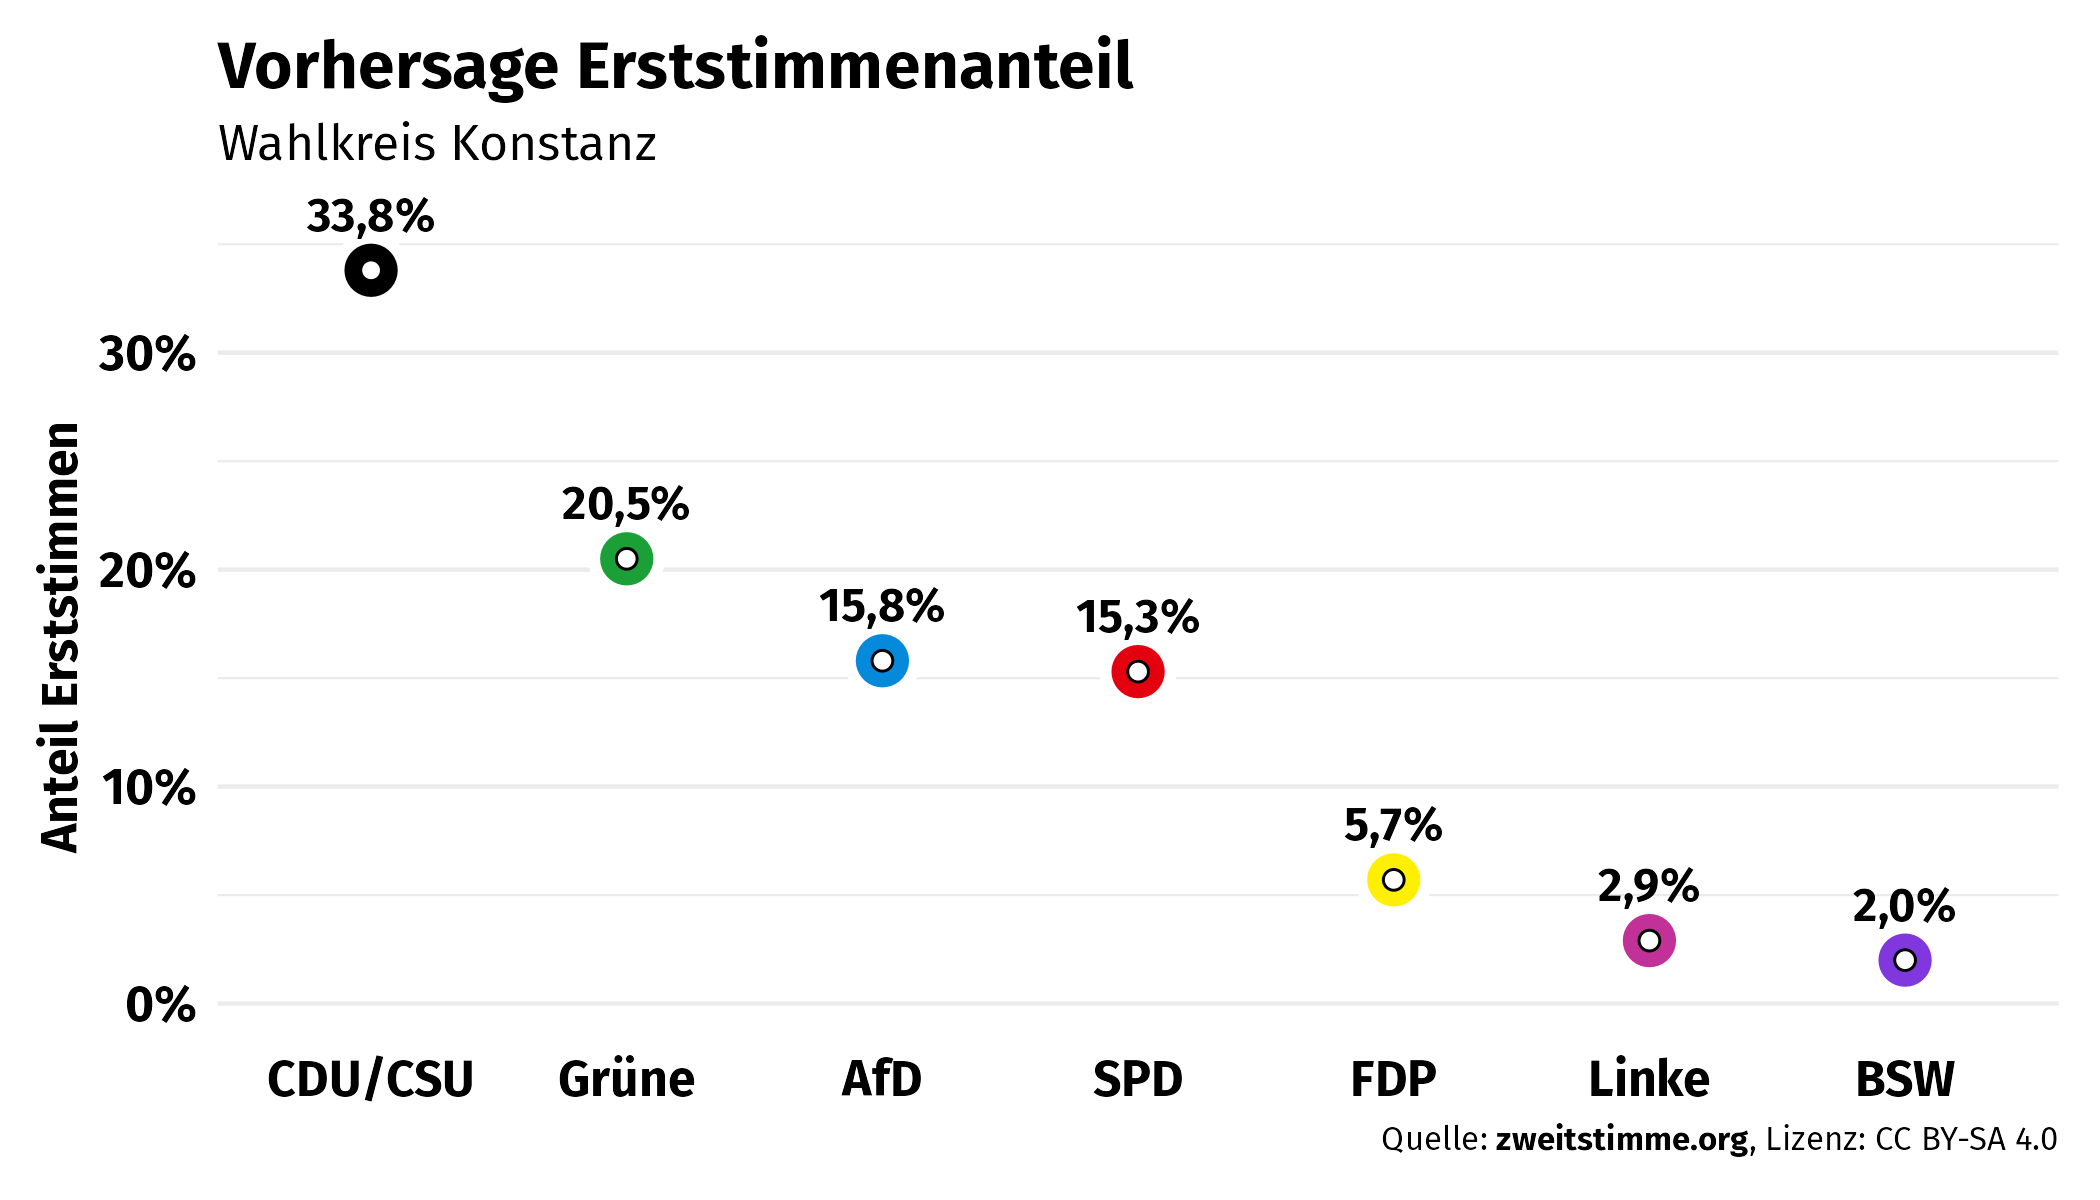 Vorhersage Erststimmenanteil
Wahlkreis Konstanz
33,8%
30%
20,5%
20%
15,8%
15,3%
10%
5,7%
2,9%
2,0%
0%
Anteil Erststimmen
CDU/CSU Grüne AfD SPD FDP Linke BSW
Quelle: zweitstimme.org, Lizenz: CC BY-SA 4.0